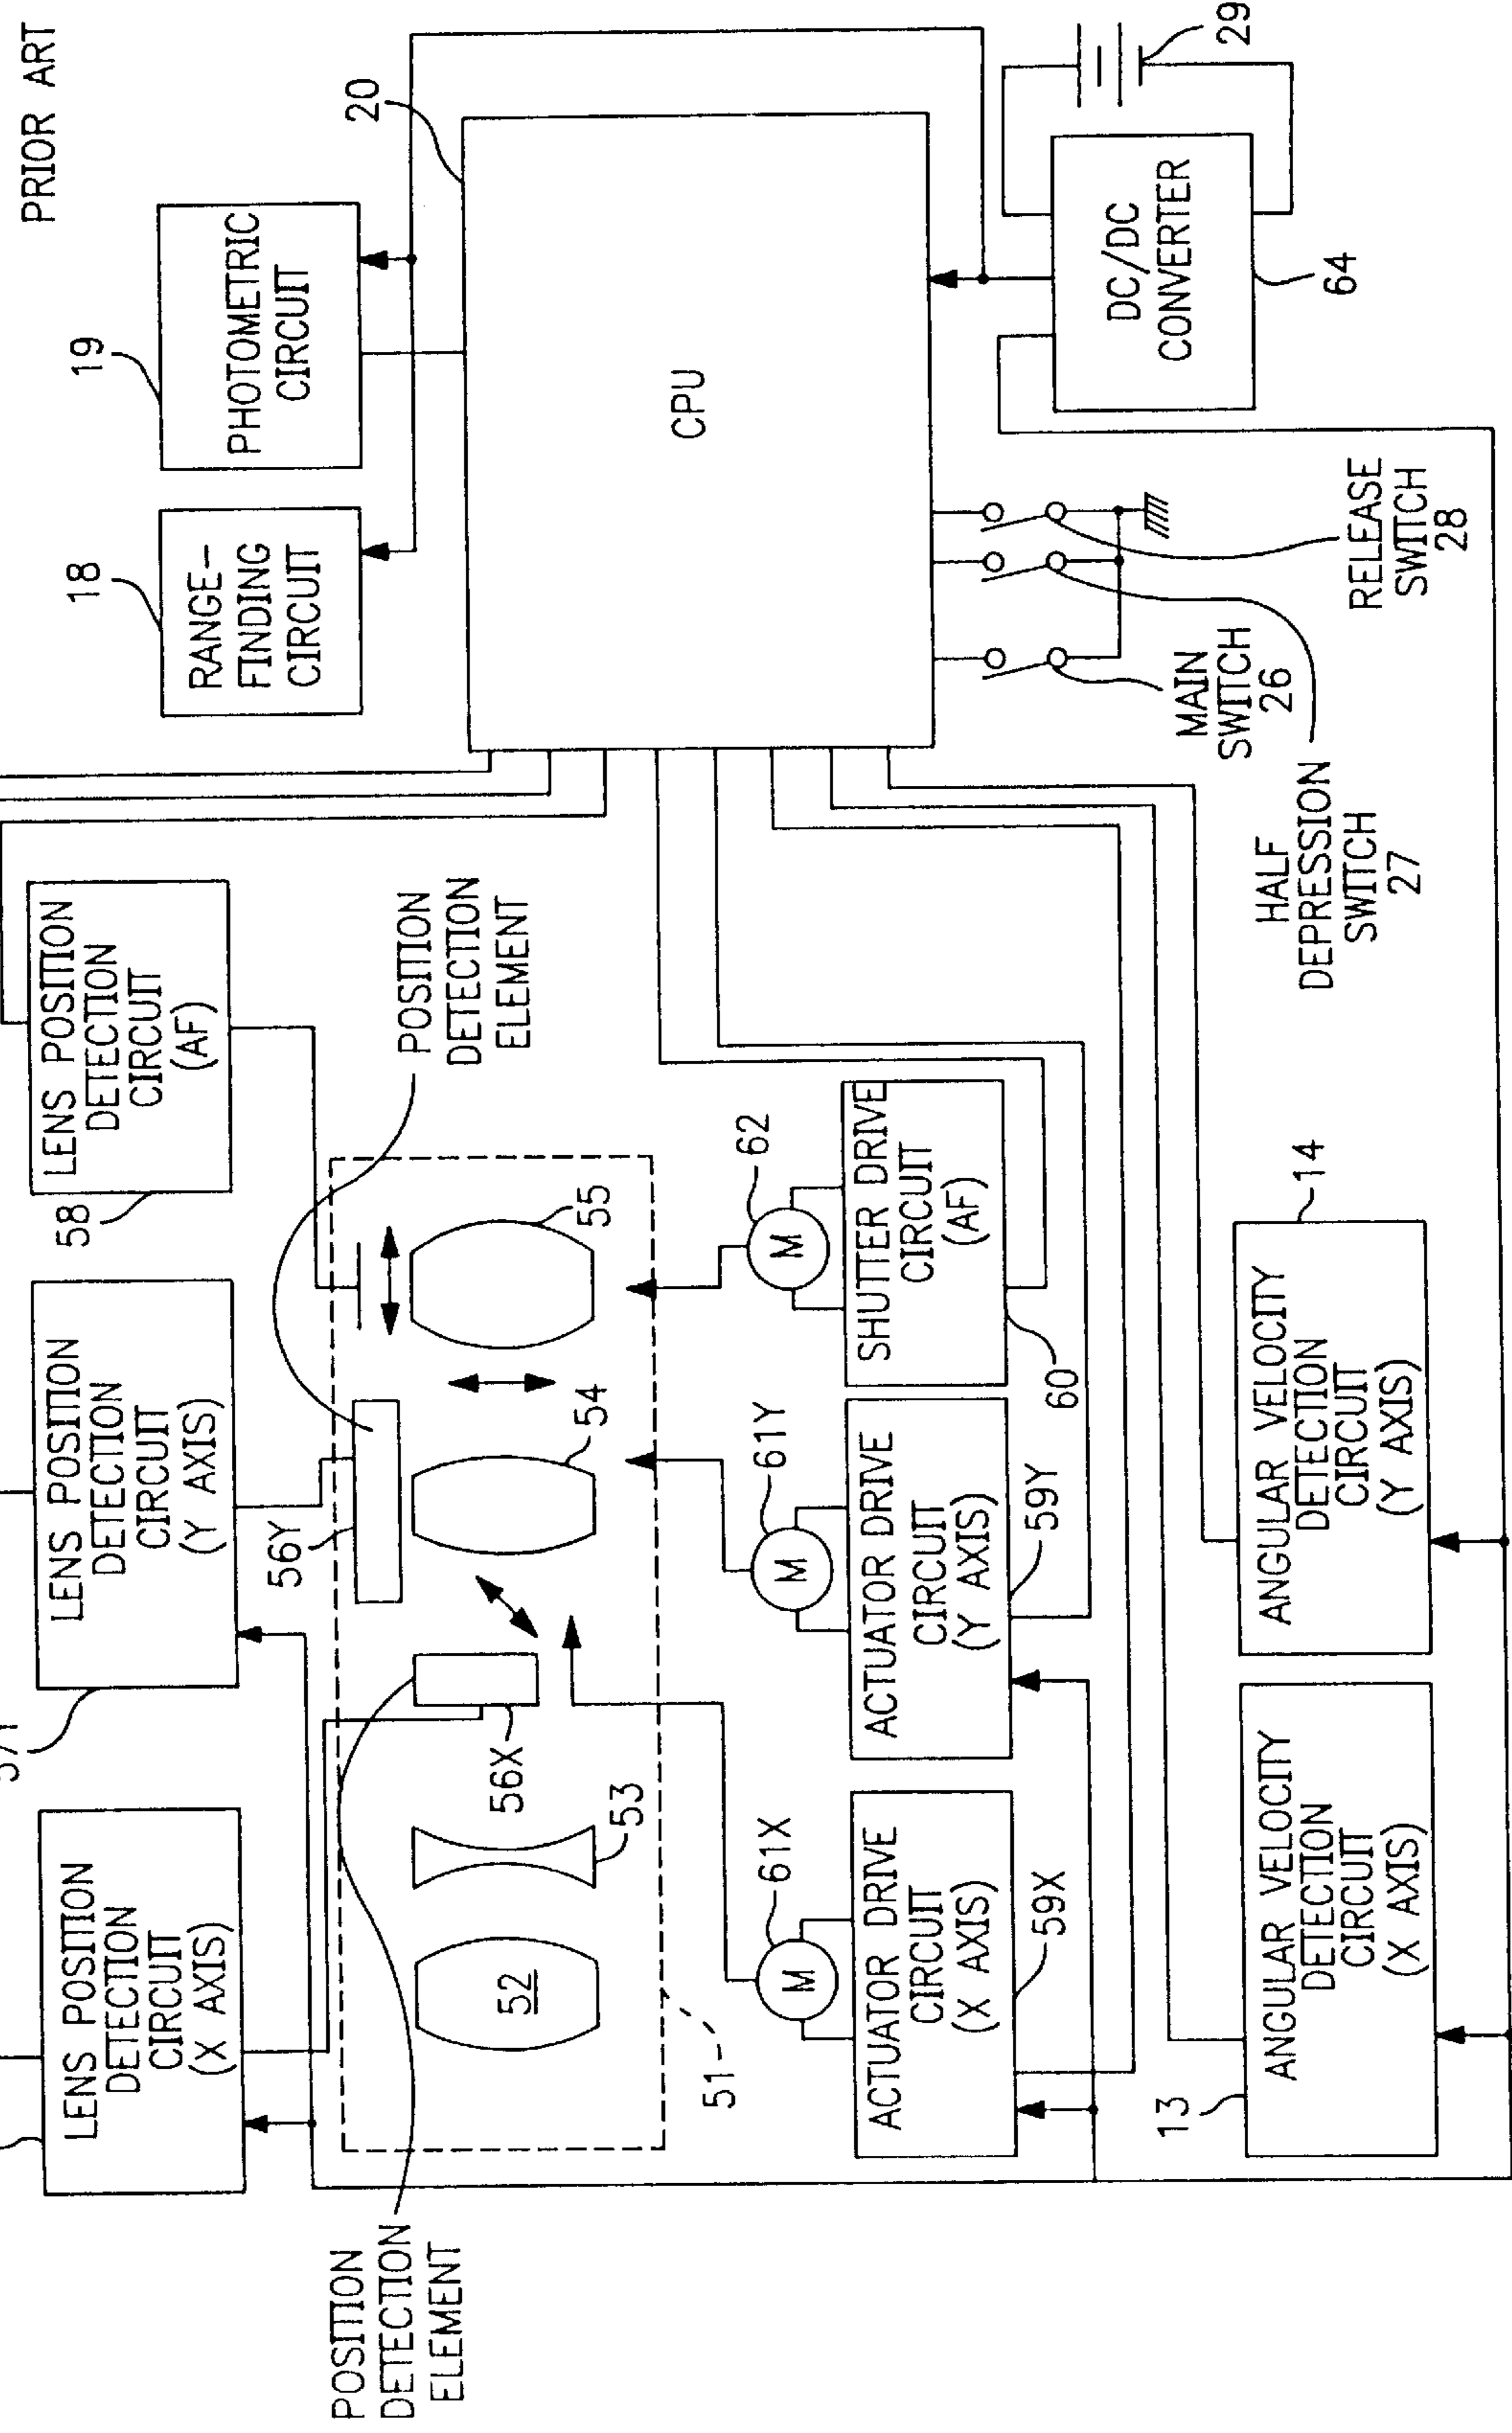 PRIOR ART
LENS POSITION
DETECTION
CIRCUIT
(X AXIS)
LENS POSITION
DETECTION
CIRCUIT
(Y AXIS)
LENS POSITION
DETECTION
CIRCUIT
(AF)
58
18
RANGE-
FINDING
CIRCUIT
19
PHOTOMETRIC
CIRCUIT
20
POSITION
DETECTION
ELEMENT
56Y
POSITION
DETECTION
ELEMENT
52
53
56X
54
55
51
CPU
61X
M
61Y
M
62
M
ACTUATOR DRIVE
CIRCUIT
(X AXIS)
59X
ACTUATOR DRIVE
CIRCUIT
(Y AXIS)
59Y
SHUTTER DRIVE
CIRCUIT
(AF)
60
MAIN
SWITCH
26
HALF
DEPRESSION
SWITCH
27
RELEASE
SWITCH
28
DC/DC
CONVERTER
64
29
13
ANGULAR VELOCITY
DETECTION
CIRCUIT
(X AXIS)
14
ANGULAR VELOCITY
DETECTION
CIRCUIT
(Y AXIS)